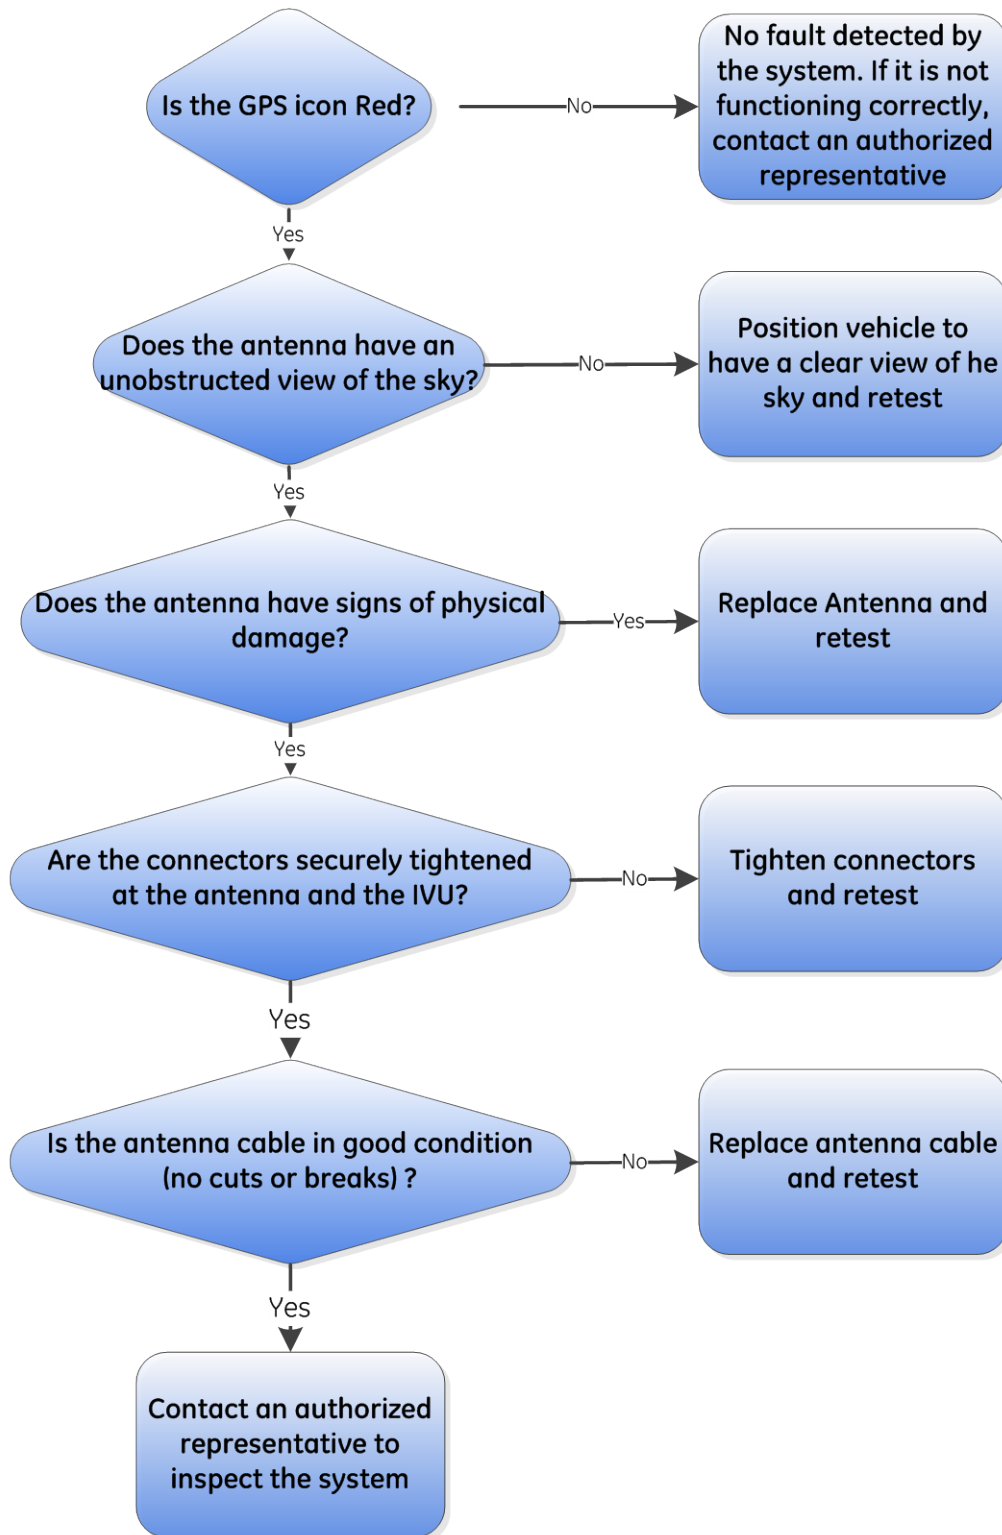 Is the GPS icon Red?
No
No fault detected by
the system. If it is not
functioning correctly,
contact an authorized
representative
Yes
Does the antenna have an
unobstructed view of the sky?
No
Position vehicle to
have a clear view of he
sky and retest
Yes
Does the antenna have signs of physical
damage?
Yes
Replace Antenna and
retest
Yes
Are the connectors securely tightened
at the antenna and the IVU?
No
Tighten connectors
and retest
Yes
Is the antenna cable in good condition
(no cuts or breaks) ?
No
Replace antenna cable
and retest
Yes
Contact an authorized
representative to
inspect the system